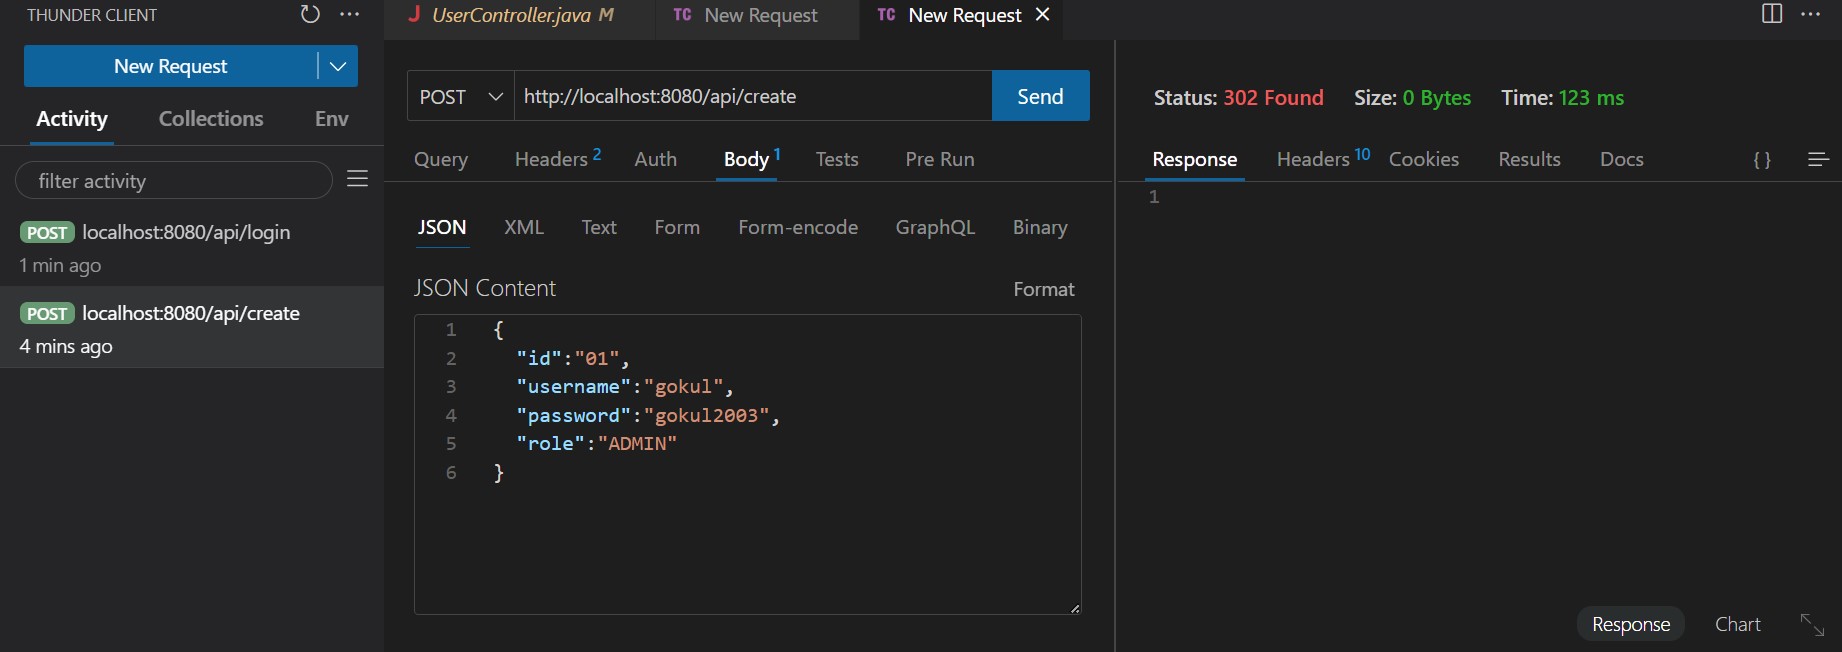 THUNDER CLIENT
New Request
Activity Collections Env
filter activity
POST localhost:8080/api/login
1 min ago
POST localhost:8080/api/create
4 mins ago
J UserController.java M TC New Request TC New Request
POST http://localhost:8080/api/create Send
Query Headers 2 Auth Body 1 Tests Pre Run
JSON XML Text Form Form-encode GraphQL Binary
JSON Content Format
1 {
2 "id":"01",
3 "username":"gokul",
4 "password":"gokul2003",
5 "role":"ADMIN"
6 }
Status: 302 Found Size: 0 Bytes Time: 123 ms
Response Headers 10 Cookies Results Docs { }
1
Response Chart